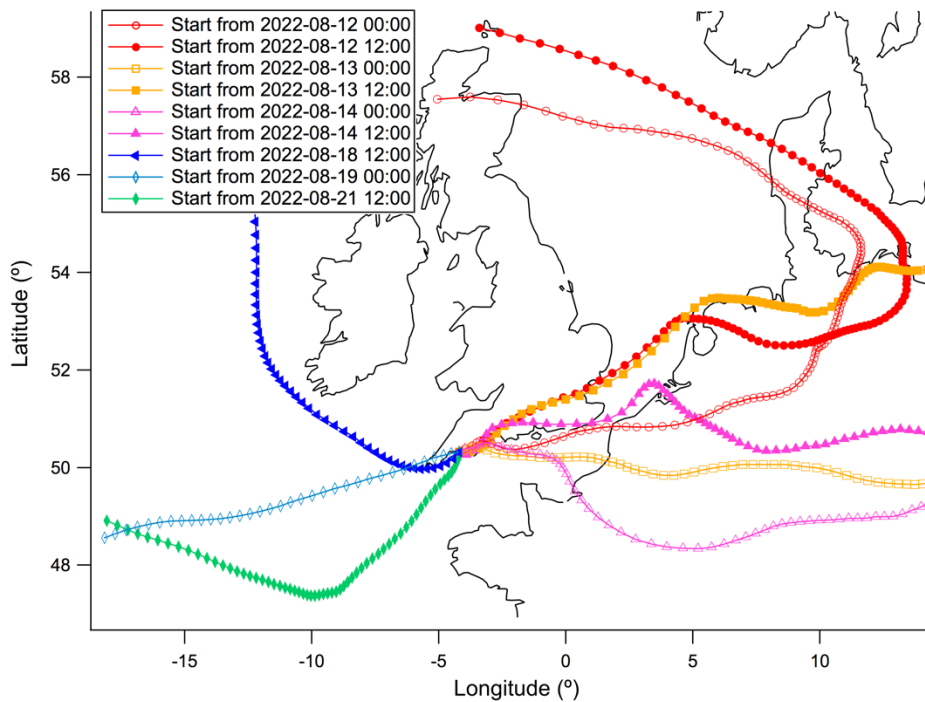 Start from 2022-08-12 00:00
Start from 2022-08-12 12:00
Start from 2022-08-13 00:00
Start from 2022-08-13 12:00
Start from 2022-08-14 00:00
Start from 2022-08-14 12:00
Start from 2022-08-18 12:00
Start from 2022-08-19 00:00
Start from 2022-08-21 12:00
Latitude (º)
58
56
54
52
50
48
-15
-10
-5
0
5
10
Longitude (º)